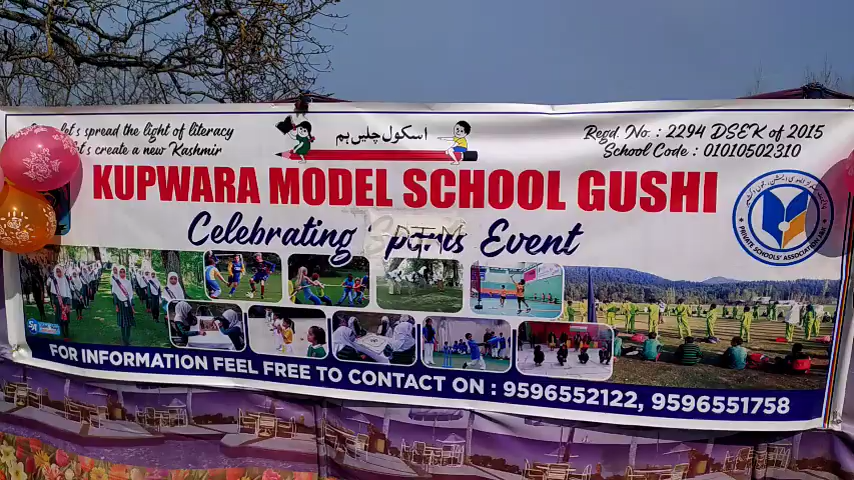 let's spread the light of literacy
let's create a new Kashmir
اسکول چلیں ہم
Regd. No. : 2294 DSEK of 2015
School Code : 01010502310
KUPWARA MODEL SCHOOL GUSHI
Celebrating Sports Event
PRIVATE SCHOOLS' ASSOCIATION J&K
FOR INFORMATION FEEL FREE TO CONTACT ON : 9596552122, 9596551758